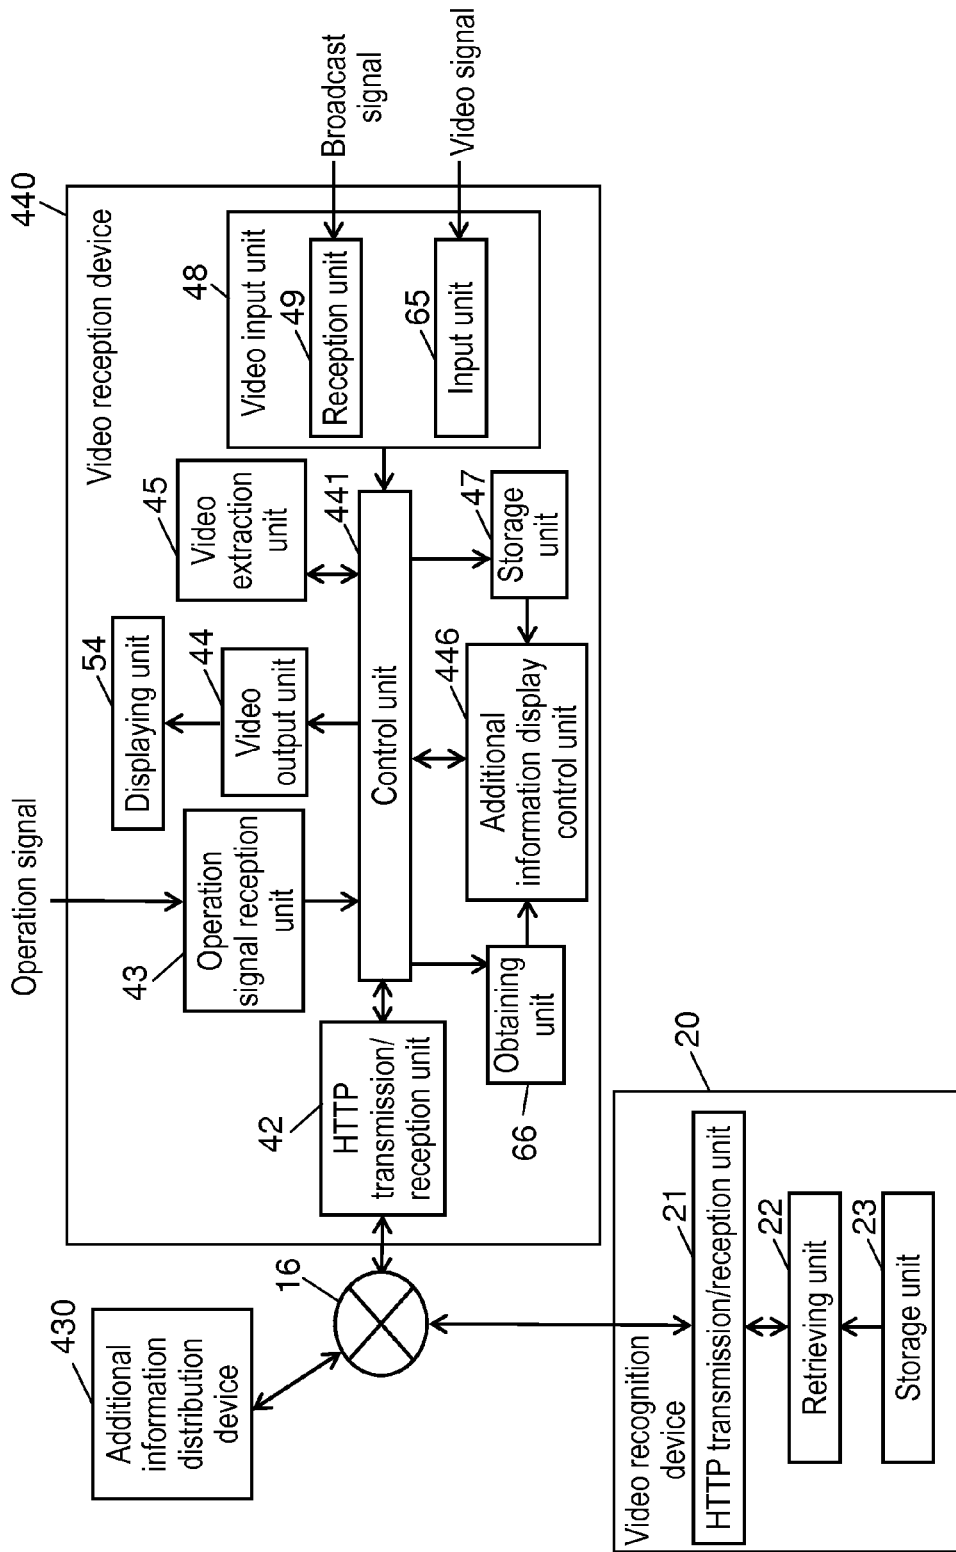 Operation signal
440
Video reception device
54
Displaying unit
43
Operation
signal reception
unit
44
Video
output unit
45
Video
extraction
unit
48
Video input unit
49
Reception unit
Broadcast
signal
65
Input unit
Video signal
430
Additional
information
distribution
device
16
42
HTTP
transmission/
reception unit
441
Control unit
66
Obtaining
unit
446
Additional
information display
control unit
47
Storage
unit
20
Video recognition
device
21
HTTP transmission/reception unit
22
Retrieving unit
23
Storage unit